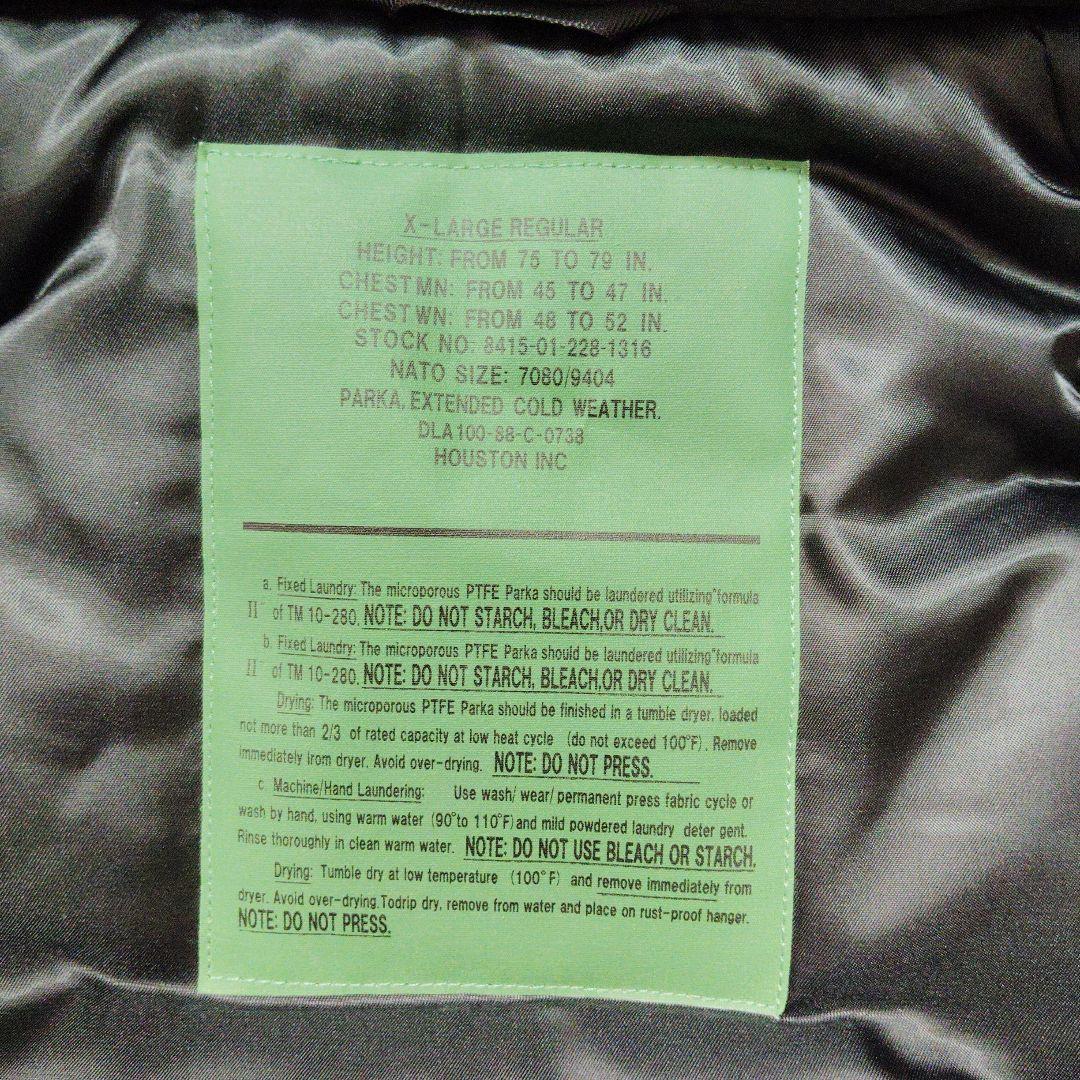 X-LARGE REGULAR
HEIGHT: FROM 75 TO 79 IN.
CHEST MN: FROM 45 TO 47 IN.
CHEST WN: FROM 48 TO 52 IN.
STOCK NO: 8415-01-228-1316
NATO SIZE: 7080/9404
PARKA, EXTENDED COLD WEATHER.
DLA100-88-C-0738
HOUSTON INC
a. Fixed Laundry: The microporous PTFE Parka should be laundered utilizing"formula
II" of TM 10-280. NOTE: DO NOT STARCH, BLEACH,OR DRY CLEAN.
b. Fixed Laundry: The microporous PTFE Parka should be laundered utilizing"formula
II" of TM 10-280. NOTE: DO NOT STARCH, BLEACH,OR DRY CLEAN.
Drying: The microporous PTFE Parka should be finished in a tumble dryer, loaded
not more than 2/3 of rated capacity at low heat cycle (do not exceed 100°F). Remove
immediately irom dryer. Avoid over-drying. NOTE: DO NOT PRESS.
c. Machine/Hand Laundering: Use wash/ wear/ permanent press fabric cycle or
wash by hand, using warm water (90°to 110°F) and mild powdered laundry deter gent.
Rinse thoroughly in clean warm water. NOTE: DO NOT USE BLEACH OR STARCH.
Drying: Tumble dry at low temperature (100°F) and remove immediately from
dryer. Avoid over-drying.Todrip dry, remove from water and place on rust-proof hanger.
NOTE: DO NOT PRESS.